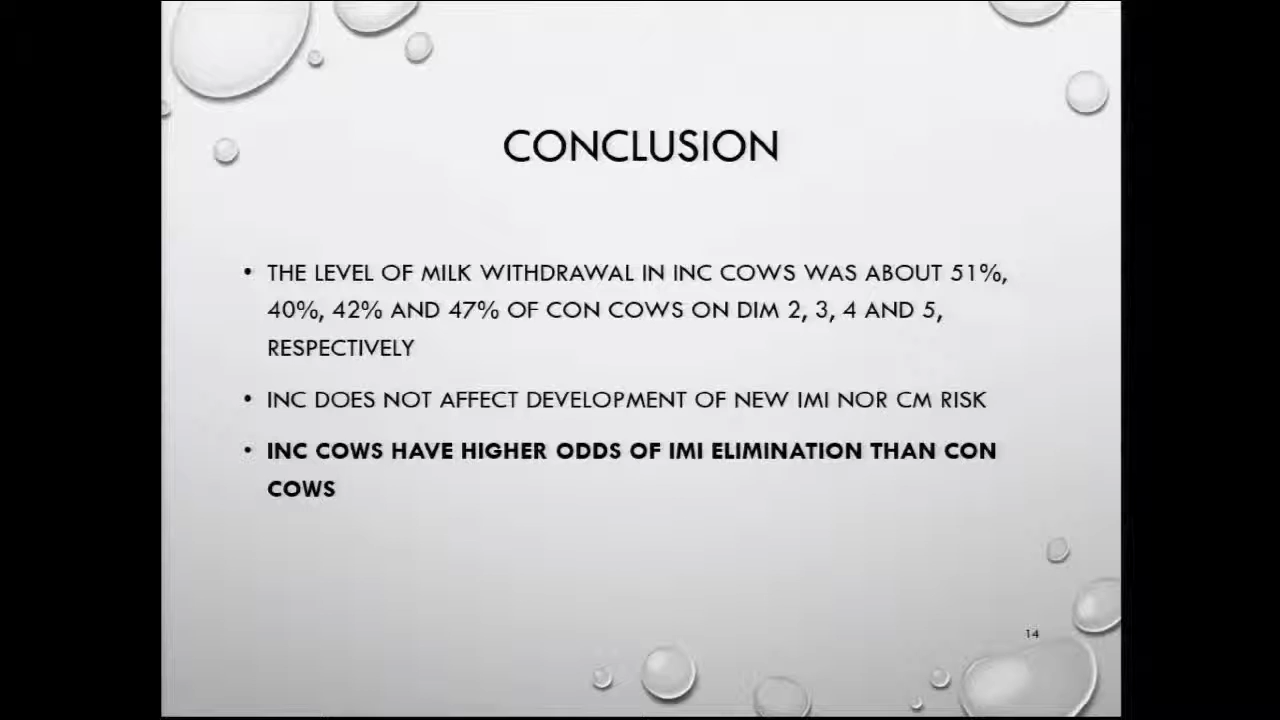 CONCLUSION
• THE LEVEL OF MILK WITHDRAWAL IN INC COWS WAS ABOUT 51%,
40%, 42% AND 47% OF CON COWS ON DIM 2, 3, 4 AND 5,
RESPECTIVELY
• INC DOES NOT AFFECT DEVELOPMENT OF NEW IMI NOR CM RISK
• INC COWS HAVE HIGHER ODDS OF IMI ELIMINATION THAN CON
COWS
14